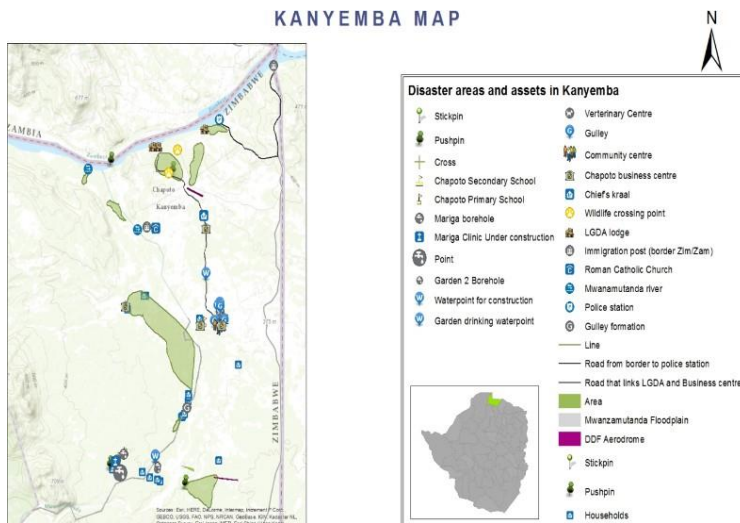 KANYEMBA MAP
N
ZAMBIA
ZIMBABWE
Chapoto
Kanyemba
ZIMBABWE
Disaster areas and assets in Kanyemba
Stickpin
Pushpin
Cross
Chapoto Secondary School
Chapoto Primary School
Mariga borehole
Mariga Clinic Under construction
Point
Garden 2 Borehole
Waterpoint for construction
Garden drinking waterpoint
Verterinary Centre
Gulley
Community centre
Chapoto business centre
Chief's kraal
Wildlife crossing point
LGDA lodge
Immigration post (border Zim/Zam)
Roman Catholic Church
Mwanamutanda river
Police station
Gulley formation
Line
Road from border to police station
Road that links LGDA and Business centre
Area
Mwanzamutanda Floodplain
DDF Aerodrome
Stickpin
Pushpin
Households